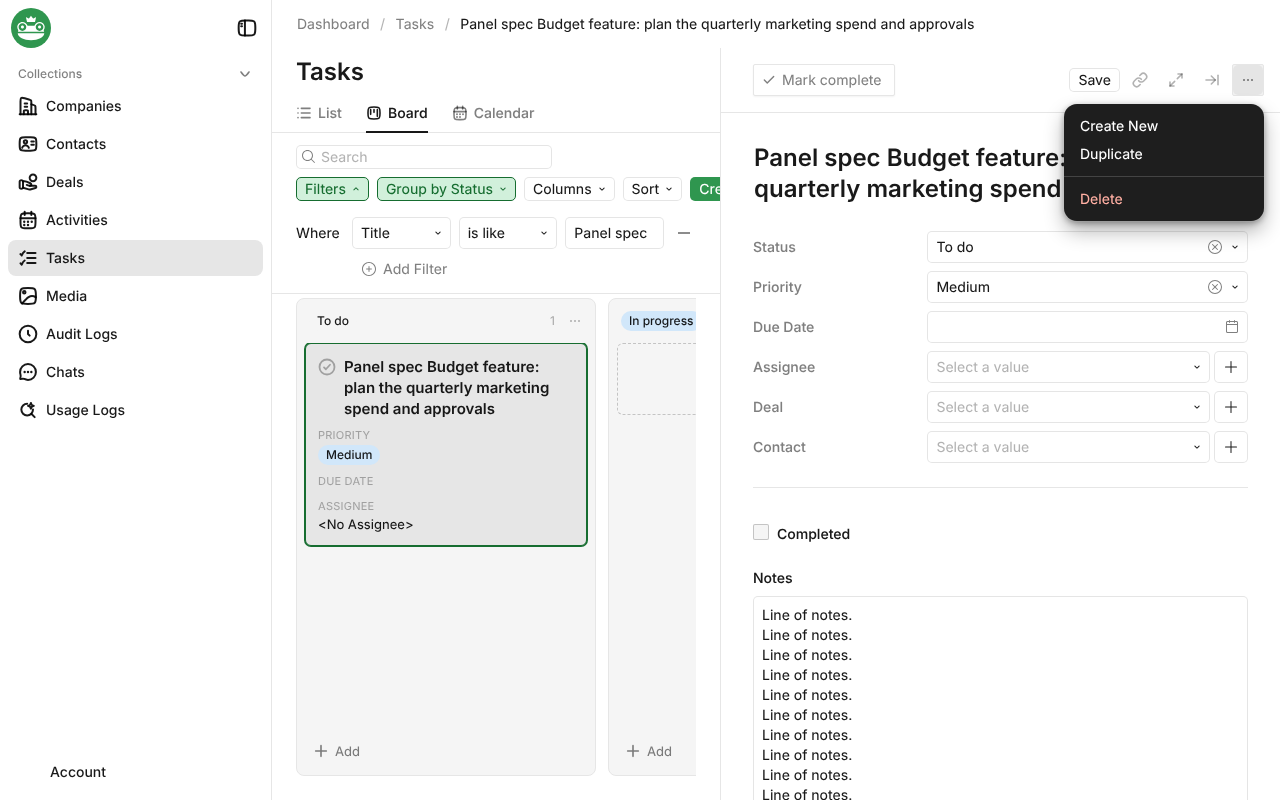 Dashboard / Tasks / Panel spec Budget feature: plan the quarterly marketing spend and approvals
Collections
Companies
Contacts
Deals
Activities
Tasks
Media
Audit Logs
Chats
Usage Logs
Account
Tasks
List
Board
Calendar
Search
Filters
Group by Status
Columns
Sort
Cre
Where
Title
is like
Panel spec
Add Filter
To do
1
Panel spec Budget feature:
plan the quarterly marketing
spend and approvals
PRIORITY
Medium
DUE DATE
ASSIGNEE
<No Assignee>
Add
In progress
Add
Mark complete
Save
Create New
Duplicate
Delete
Panel spec Budget feature:
quarterly marketing spend
Status
To do
Priority
Medium
Due Date
Assignee
Select a value
Deal
Select a value
Contact
Select a value
Completed
Notes
Line of notes.
Line of notes.
Line of notes.
Line of notes.
Line of notes.
Line of notes.
Line of notes.
Line of notes.
Line of notes.
Line of notes.